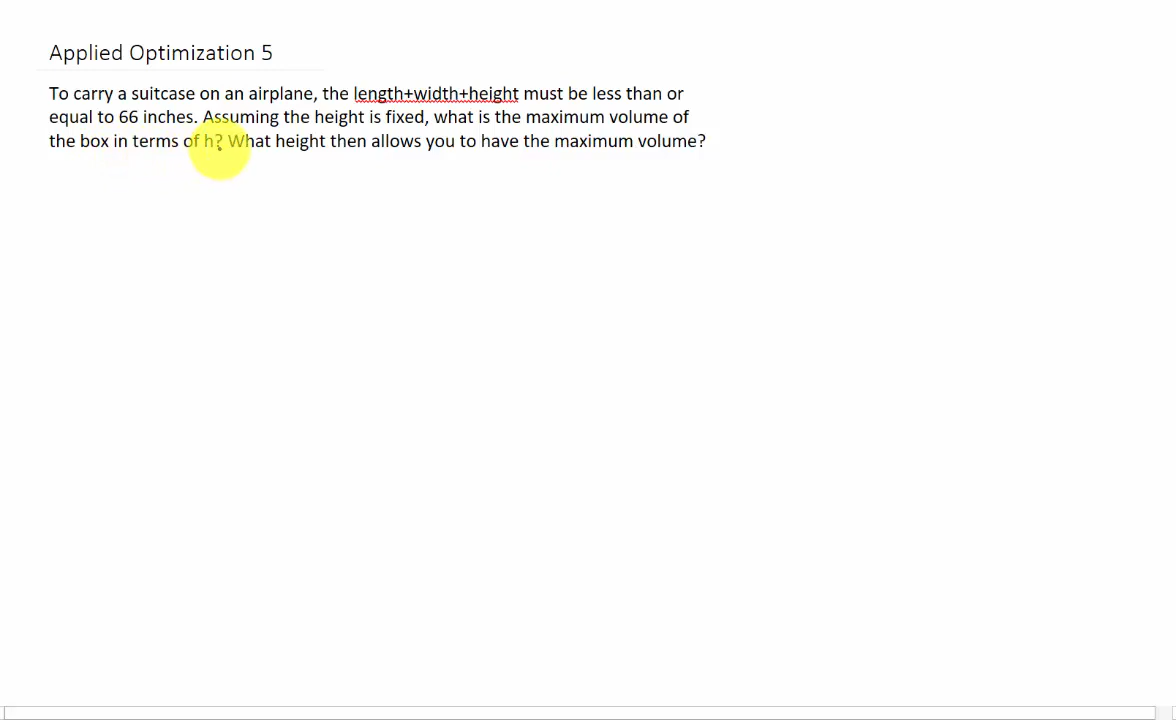 Applied Optimization 5
To carry a suitcase on an airplane, the length+width+height must be less than or
equal to 66 inches. Assuming the height is fixed, what is the maximum volume of
the box in terms of h? What height then allows you to have the maximum volume?